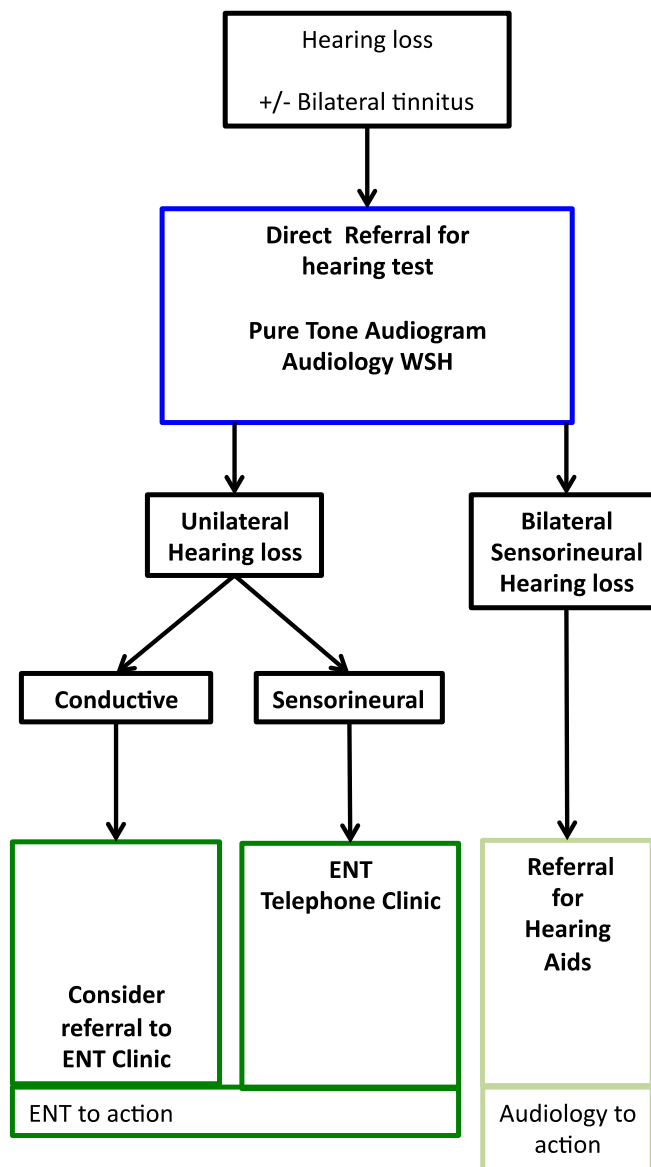 Hearing loss
+/- Bilateral tinnitus
Direct Referral for
hearing test
Pure Tone Audiogram
Audiology WSH
Unilateral
Hearing loss
Bilateral
Sensorineural
Hearing loss
Conductive
Sensorineural
Consider
referral to
ENT Clinic
ENT
Telephone Clinic
Referral
for
Hearing
Aids
ENT to action
Audiology to
action